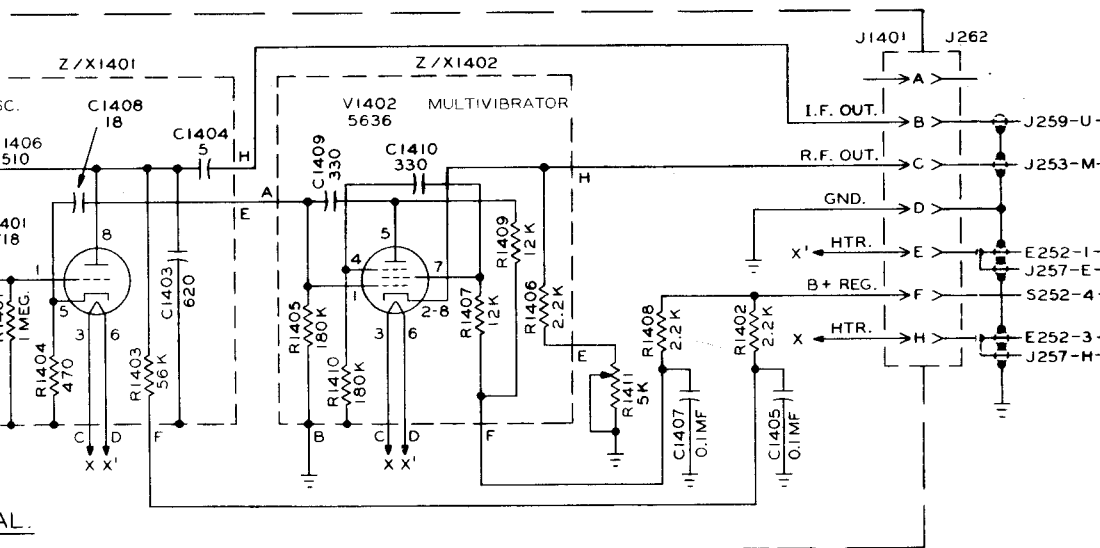 J1401 J262
Z/X1401
Z/X1402
A
SC.
C1408
18
V1402 MULTIVIBRATOR
5636
I.F. OUT.
B
J259-U-
1406
510
C1404
5
H
C1409
330
C1410
330
R.F. OUT.
C
J253-M-
H
A
E
GND.
D
401
718
8
5
R1409
12K
X' HTR. E
E252-1-
J257-E-
1
4
7
C1403
620
1
R1407
12K
R1406
2.2K
B+ REG.
F
S252-4-
1 MEG.
5
2-8
R1405
180K
R1408
2.2K
R1402
2.2K
X HTR. H
E252-3-
J257-H-
3 6
3 6
R1404
470
R1403
56K
R1410
180K
E
R1411
5K
C1407
0.1MF
C1405
0.1MF
C D F
B C D F
X X'
X X'
AL.